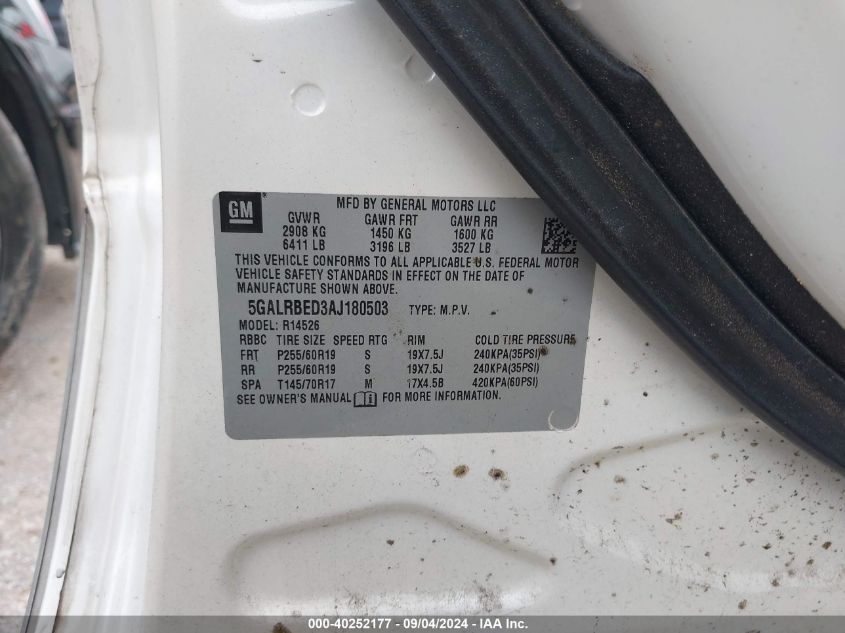 GM
MFD BY GENERAL MOTORS LLC
GVWR GAWR FRT GAWR RR
2908 KG 1450 KG 1600 KG
6411 LB 3196 LB 3527 LB
THIS VEHICLE CONFORMS TO ALL APPLICABLE U.S. FEDERAL MOTOR
VEHICLE SAFETY STANDARDS IN EFFECT ON THE DATE OF
MANUFACTURE SHOWN ABOVE.
5GALRBED3AJ180503 TYPE: M.P.V.
MODEL: R14526
RBBC TIRE SIZE SPEED RTG RIM COLD TIRE PRESSURE
FRT P255/60R19 S 19X7.5J 240KPA(35PSI)
RR P255/60R19 S 19X7.5J 240KPA(35PSI)
SPA T145/70R17 M 17X4.5B 420KPA(60PSI)
SEE OWNER'S MANUAL FOR MORE INFORMATION.
000-40252177 - 09/04/2024 - IAA Inc.